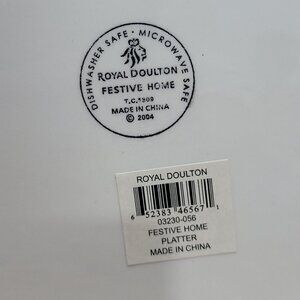 DISHWASHER SAFE · MICROWAVE SAFE
ROYAL DOULTON
FESTIVE HOME
T.C.1309
MADE IN CHINA
© 2004
ROYAL DOULTON
6 52383 46567 1
03230-056
FESTIVE HOME
PLATTER
MADE IN CHINA